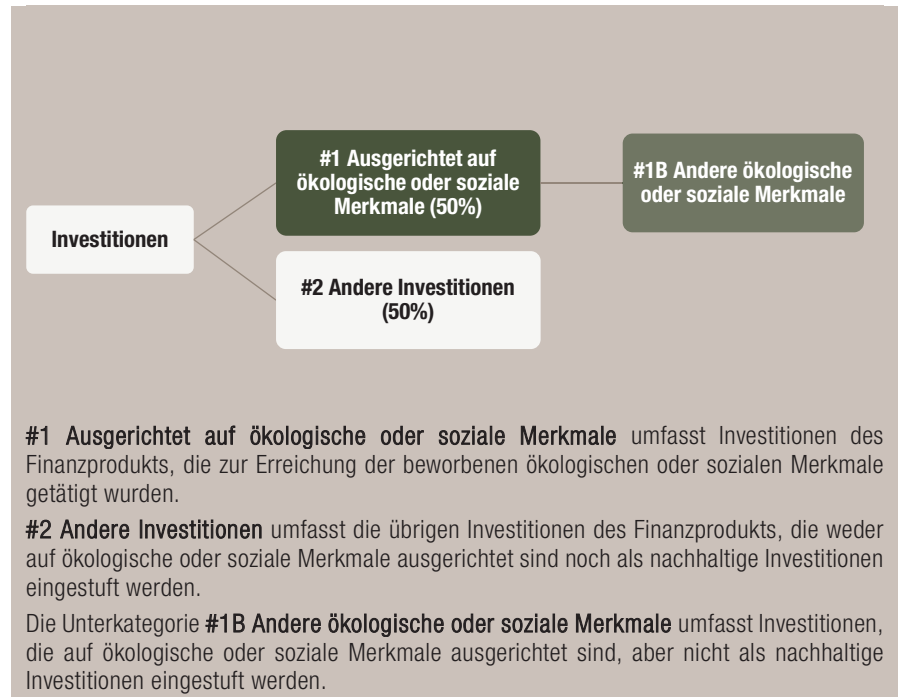 #1 Ausgerichtet auf
ökologische oder soziale
Merkmale (50%)
#1B Andere ökologische
oder soziale Merkmale
Investitionen
#2 Andere Investitionen
(50%)
#1 Ausgerichtet auf ökologische oder soziale Merkmale umfasst Investitionen des
Finanzprodukts, die zur Erreichung der beworbenen ökologischen oder sozialen Merkmale
getätigt wurden.
#2 Andere Investitionen umfasst die übrigen Investitionen des Finanzprodukts, die weder
auf ökologische oder soziale Merkmale ausgerichtet sind noch als nachhaltige Investitionen
eingestuft werden.
Die Unterkategorie #1B Andere ökologische oder soziale Merkmale umfasst Investitionen,
die auf ökologische oder soziale Merkmale ausgerichtet sind, aber nicht als nachhaltige
Investitionen eingestuft werden.